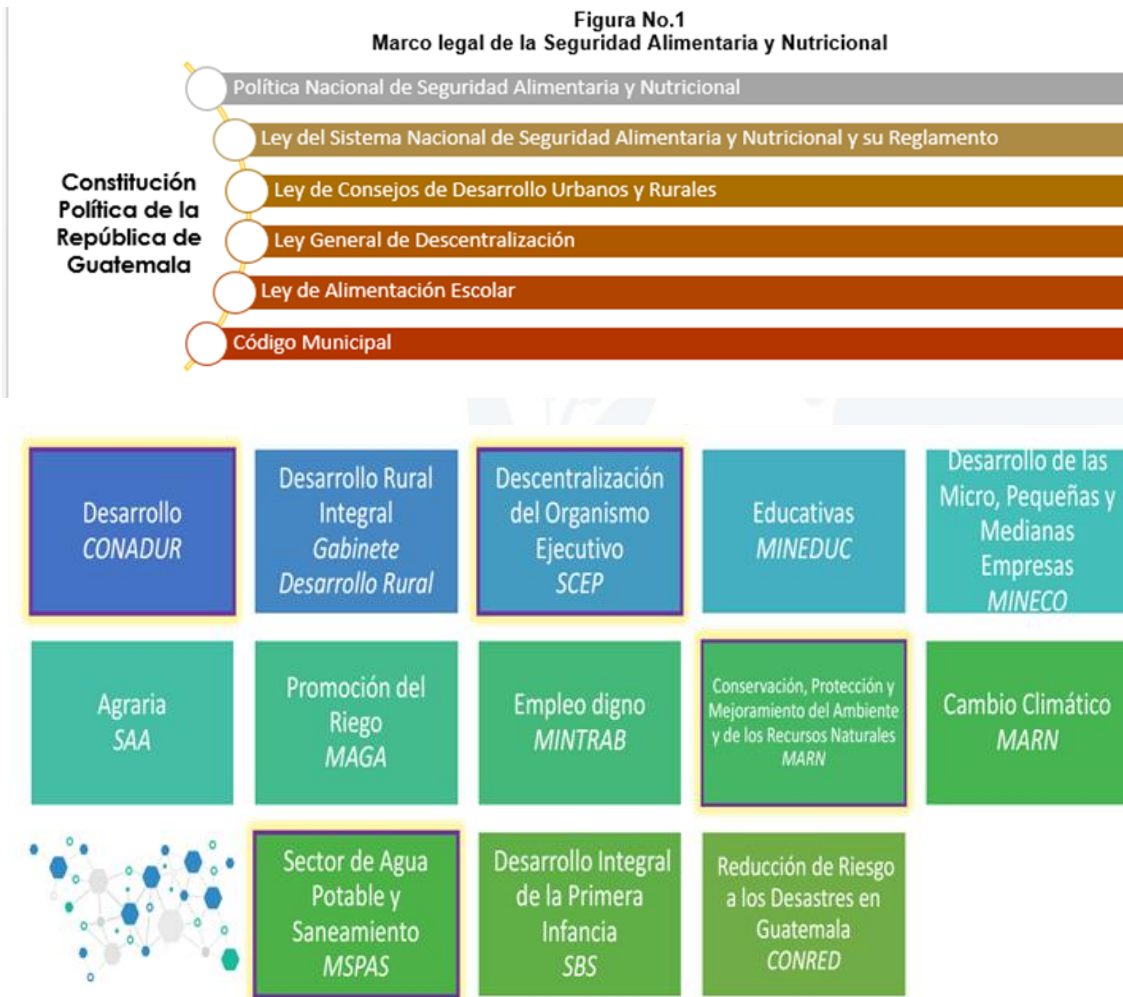 Figura No.1
Marco legal de la Seguridad Alimentaria y Nutricional
Constitución
Política de la
República de
Guatemala
Política Nacional de Seguridad Alimentaria y Nutricional
Ley del Sistema Nacional de Seguridad Alimentaria y Nutricional y su Reglamento
Ley de Consejos de Desarrollo Urbanos y Rurales
Ley General de Descentralización
Ley de Alimentación Escolar
Código Municipal
Desarrollo
CONADUR
Desarrollo Rural
Integral
Gabinete
Desarrollo Rural
Descentralización
del Organismo
Ejecutivo
SCEP
Educativas
MINEDUC
Desarrollo de las
Micro, Pequeñas y
Medianas
Empresas
MINECO
Agraria
SAA
Promoción del
Riego
MAGA
Empleo digno
MINTRAB
Conservación, Protección y
Mejoramiento del Ambiente
y de los Recursos Naturales
MARN
Cambio Climático
MARN
Sector de Agua
Potable y
Saneamiento
MSPAS
Desarrollo Integral
de la Primera
Infancia
SBS
Reducción de Riesgo
a los Desastres en
Guatemala
CONRED